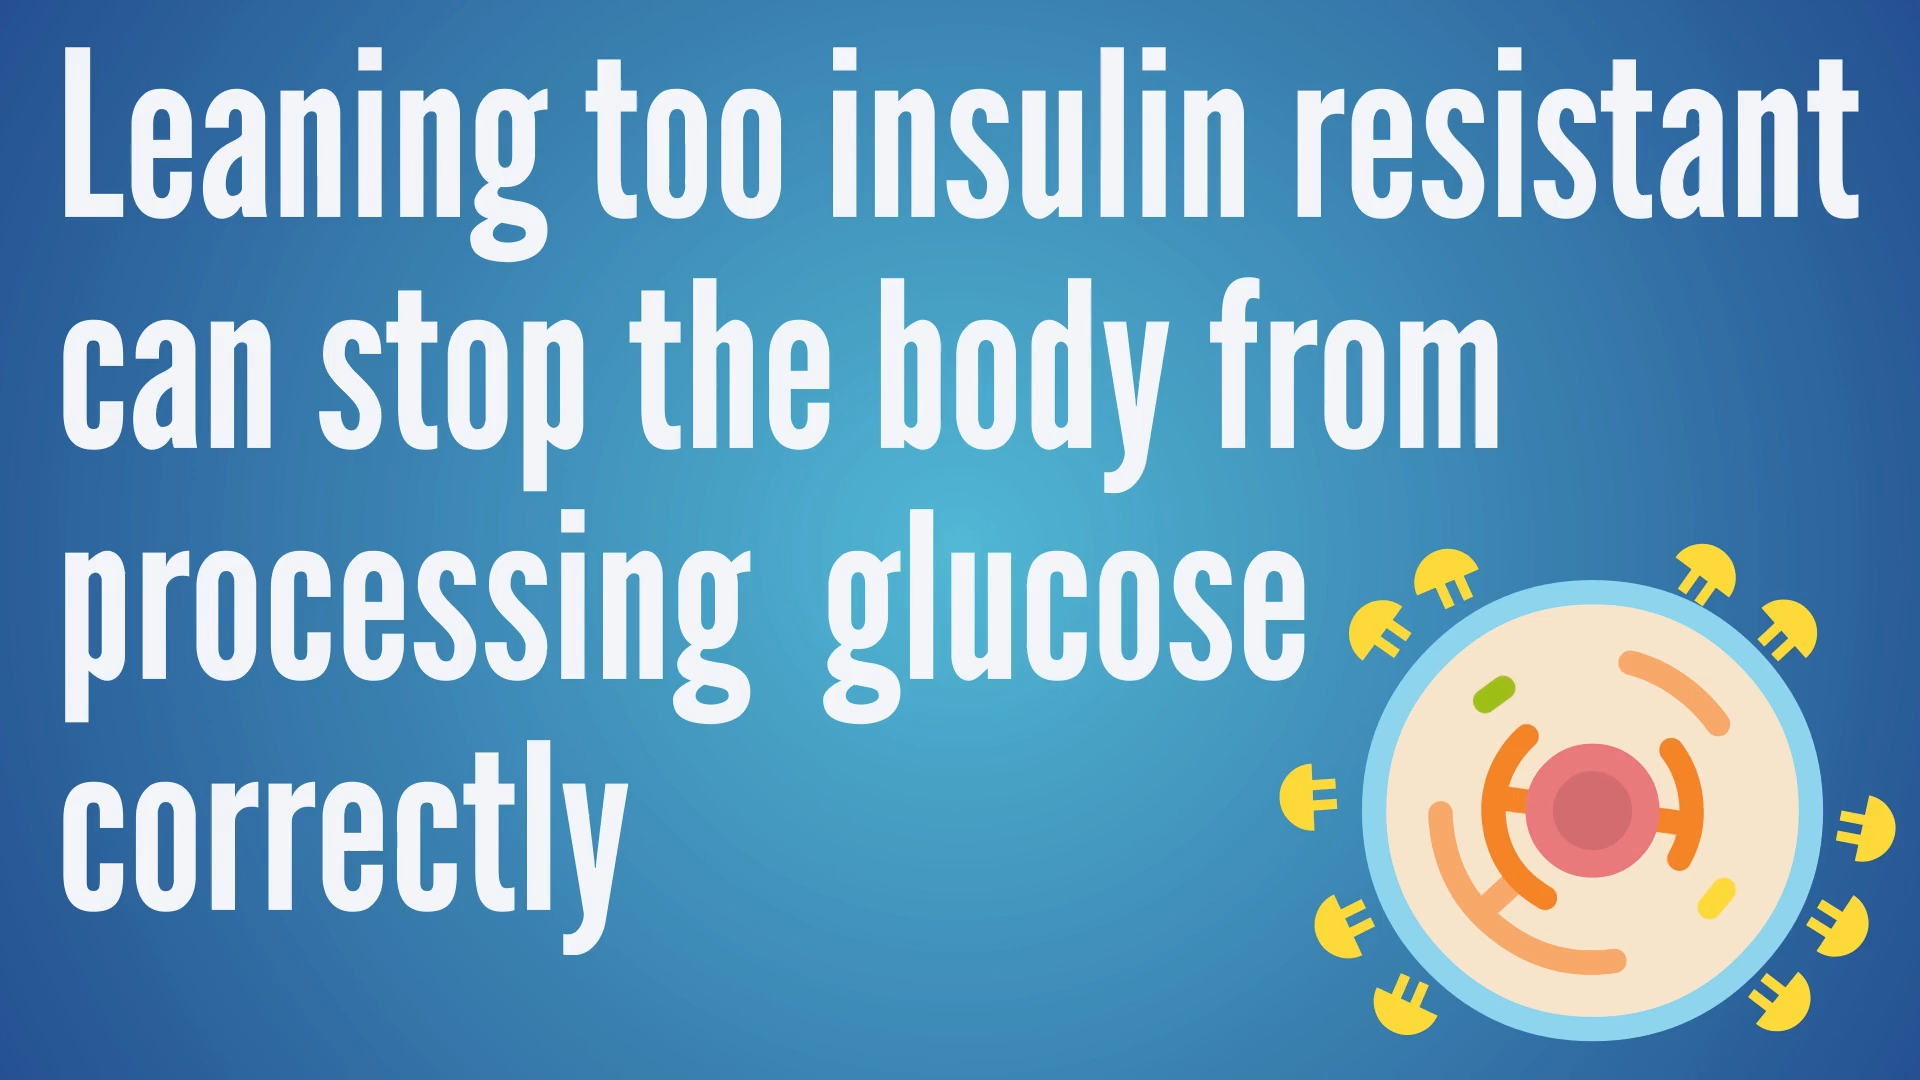 Leaning too insulin resistant
can stop the body from
processing  glucose
correctly